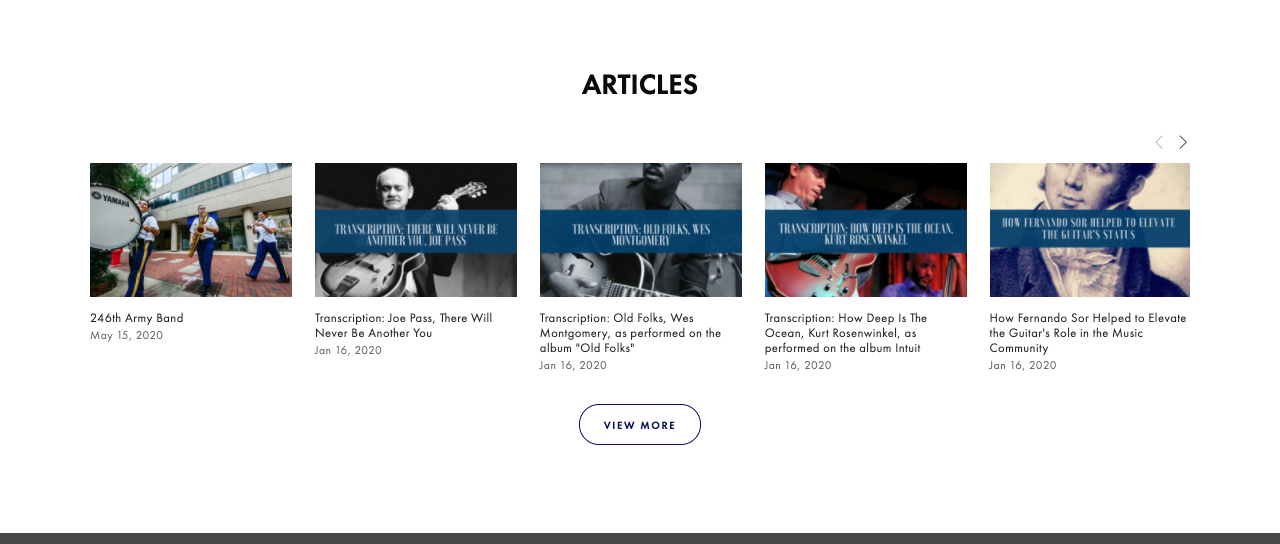 ARTICLES
YAMAHA
TRANSCRIPTION: THERE WILL NEVER BE
ANOTHER YOU, JOE PASS
TRANSCRIPTION: OLD FOLKS, WES
MONTGOMERY
TRANSCRIPTION: HOW DEEP IS THE OCEAN,
KURT ROSENWINKEL
HOW FERNANDO SOR HELPED TO ELEVATE
THE GUITAR'S STATUS
246th Army Band
May 15, 2020
Transcription: Joe Pass, There Will
Never Be Another You
Jan 16, 2020
Transcription: Old Folks, Wes
Montgomery, as performed on the
album "Old Folks"
Jan 16, 2020
Transcription: How Deep Is The
Ocean, Kurt Rosenwinkel, as
performed on the album Intuit
Jan 16, 2020
How Fernando Sor Helped to Elevate
the Guitar's Role in the Music
Community
Jan 16, 2020
VIEW MORE